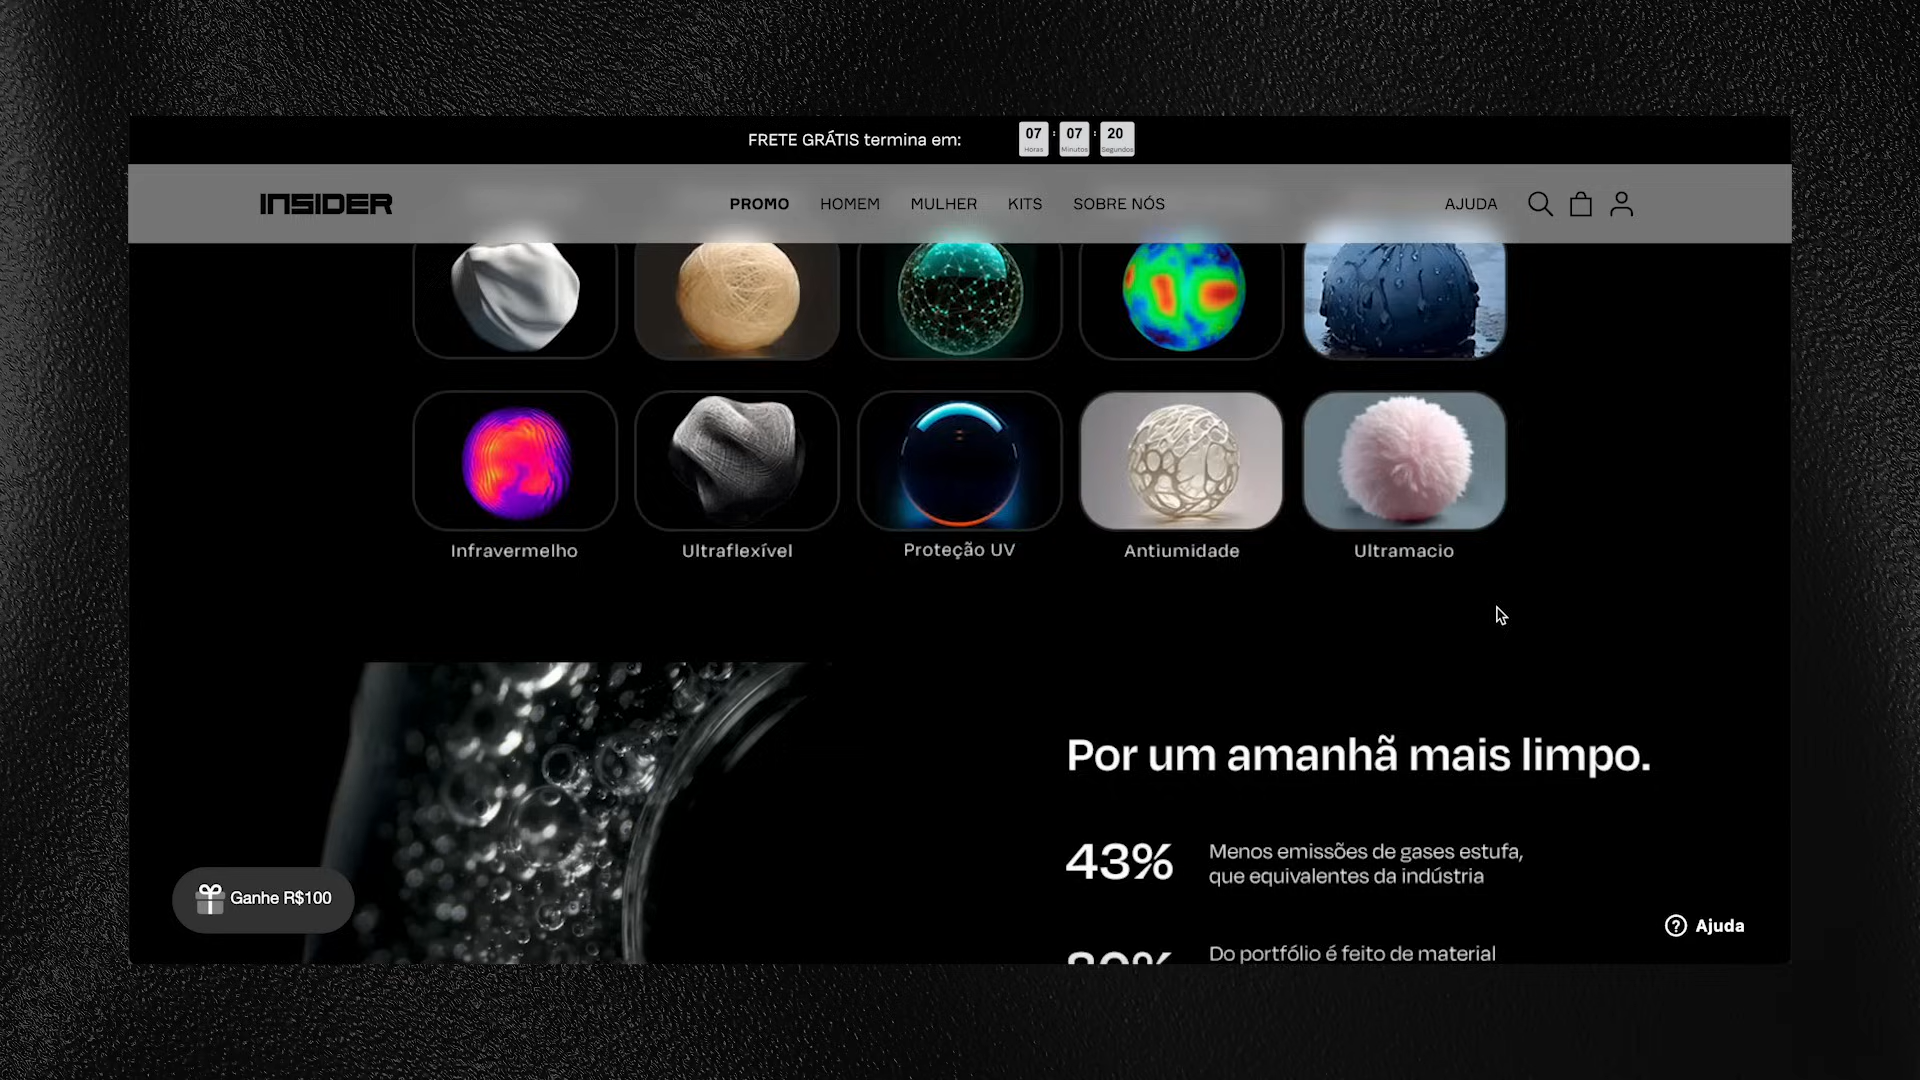 FRETE GRÁTIS termina em:
07 : 07 : 20
Horas Minutos Segundos
INSIDER
PROMO HOMEM MULHER KITS SOBRE NÓS AJUDA
Infravermelho Ultraflexível Proteção UV Antiumidade Ultramacio
Por um amanhã mais limpo.
43%
Menos emissões de gases estufa,
que equivalentes da indústria
Do portfólio é feito de material
Ganhe R$100
Ajuda